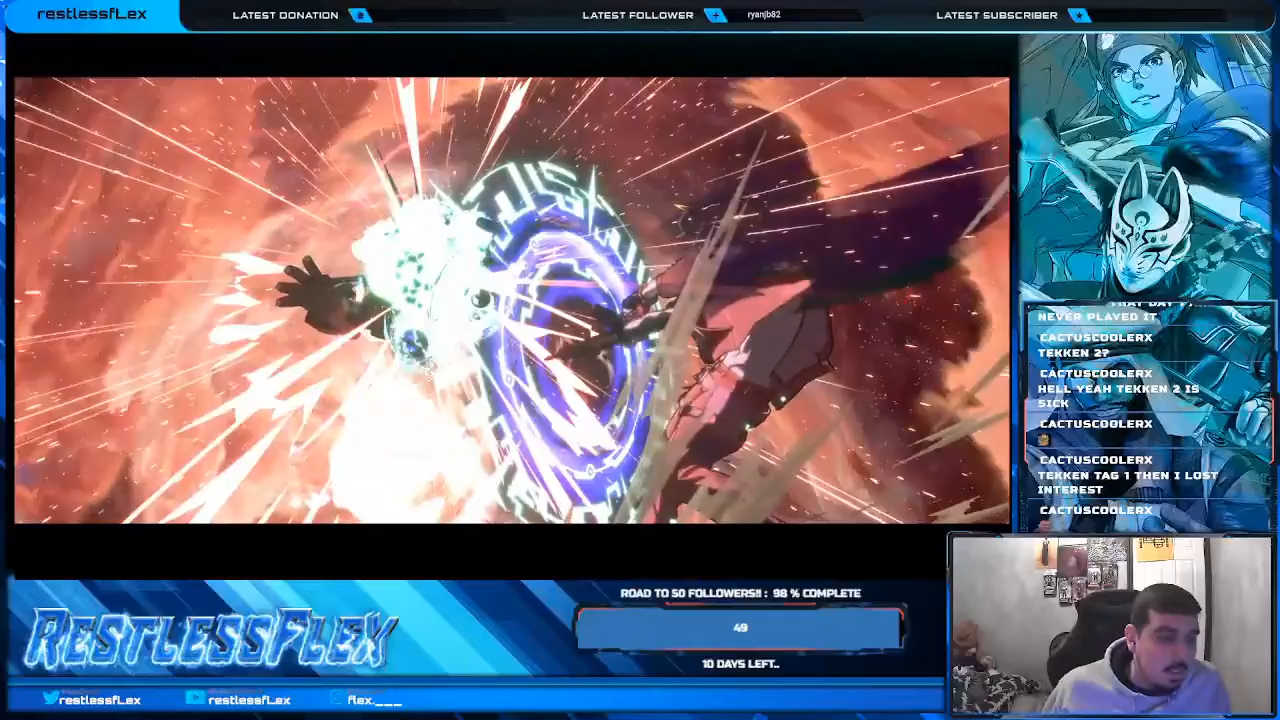 restlessfLex
LATEST DONATION
LATEST FOLLOWER
ryanjb82
LATEST SUBSCRIBER
NEVER PLAYED IT
CACTUSCOOLERX
TEKKEN 2?
CACTUSCOOLERX
HELL YEAH TEKKEN 2 IS
SICK
CACTUSCOOLERX
CACTUSCOOLERX
TEKKEN TAG 1 THEN I LOST
INTEREST
CACTUSCOOLERX
ROAD TO 50 FOLLOWERS!! : 98 % COMPLETE
49
10 DAYS LEFT..
RESTLESSFLEX
restlessfLex
restlessfLex
flex.___